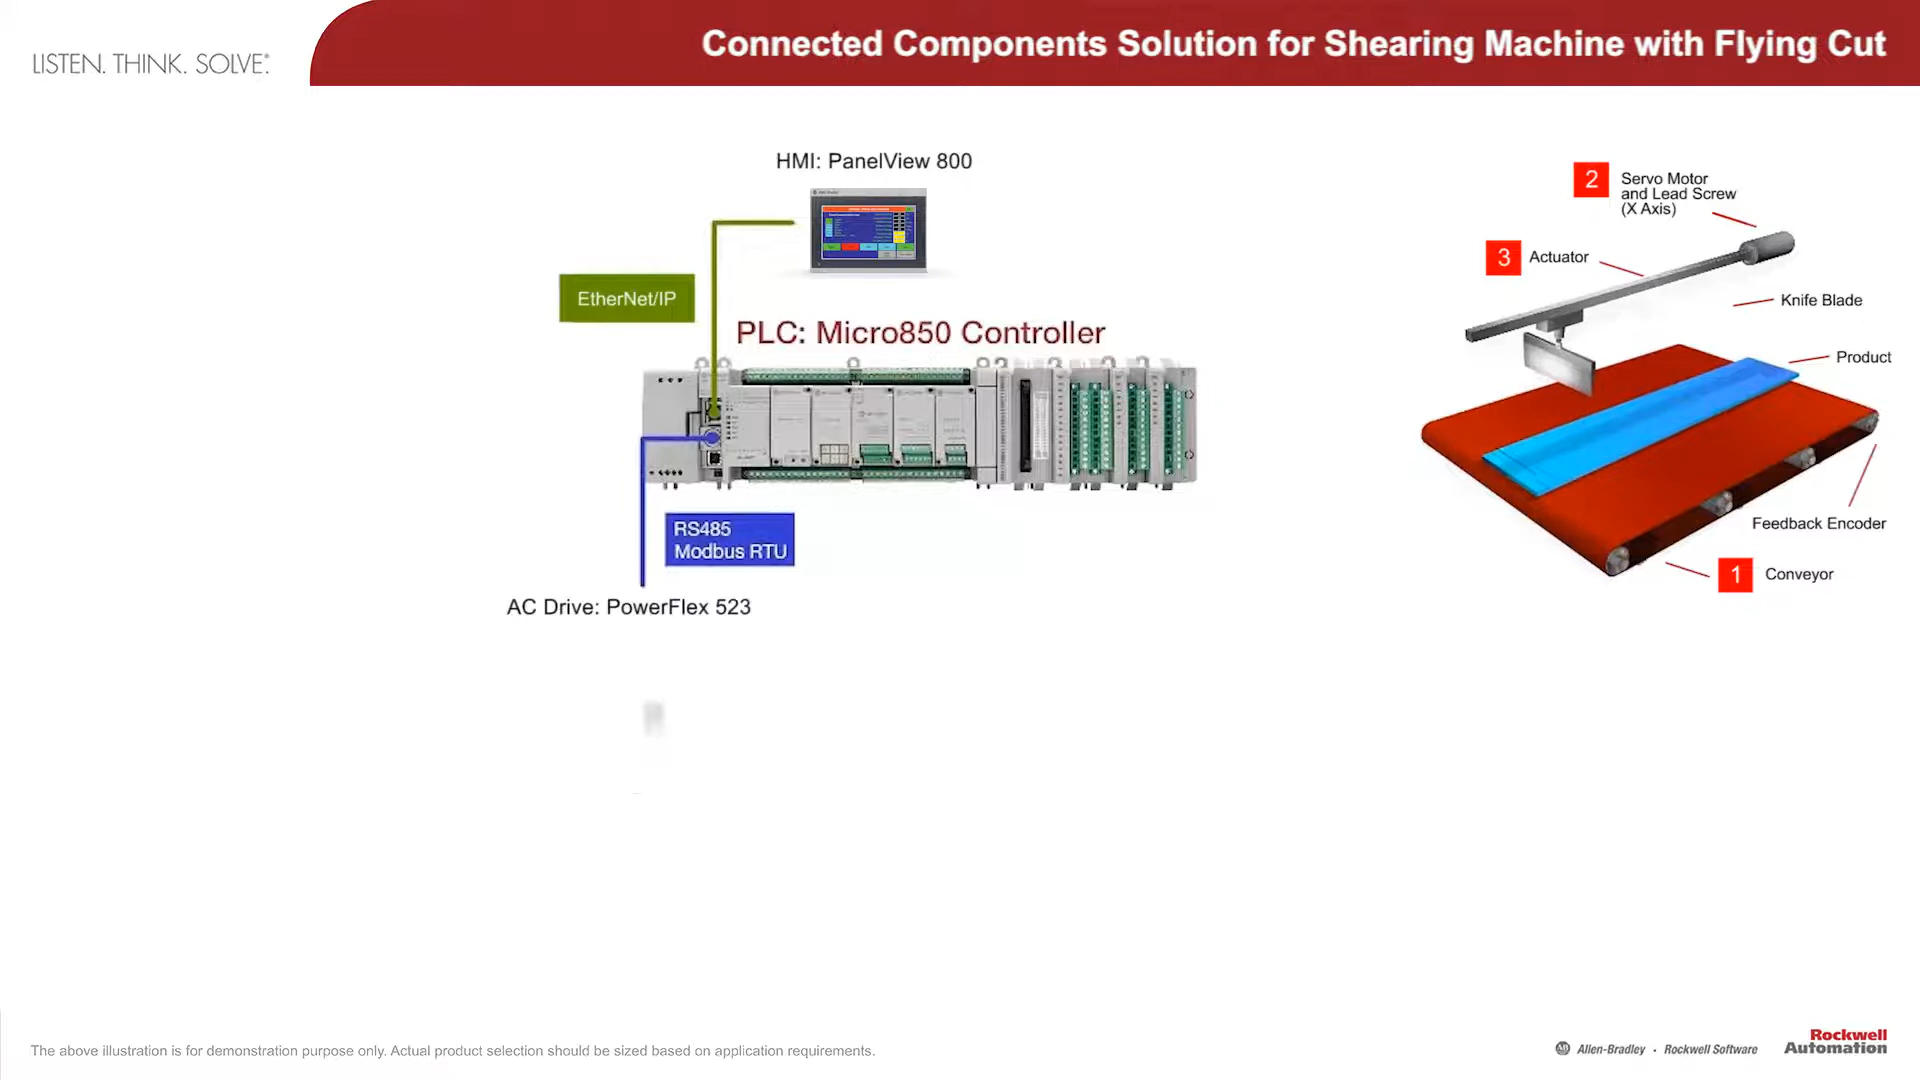 LISTEN. THINK. SOLVE.®
Connected Components Solution for Shearing Machine with Flying Cut
HMI: PanelView 800
EtherNet/IP
PLC: Micro850 Controller
RS485
Modbus RTU
AC Drive: PowerFlex 523
2
Servo Motor
and Lead Screw
(X Axis)
3
Actuator
Knife Blade
Product
Feedback Encoder
1
Conveyor
The above illustration is for demonstration purpose only. Actual product selection should be sized based on application requirements.
AB Allen-Bradley · Rockwell Software
Rockwell
Automation